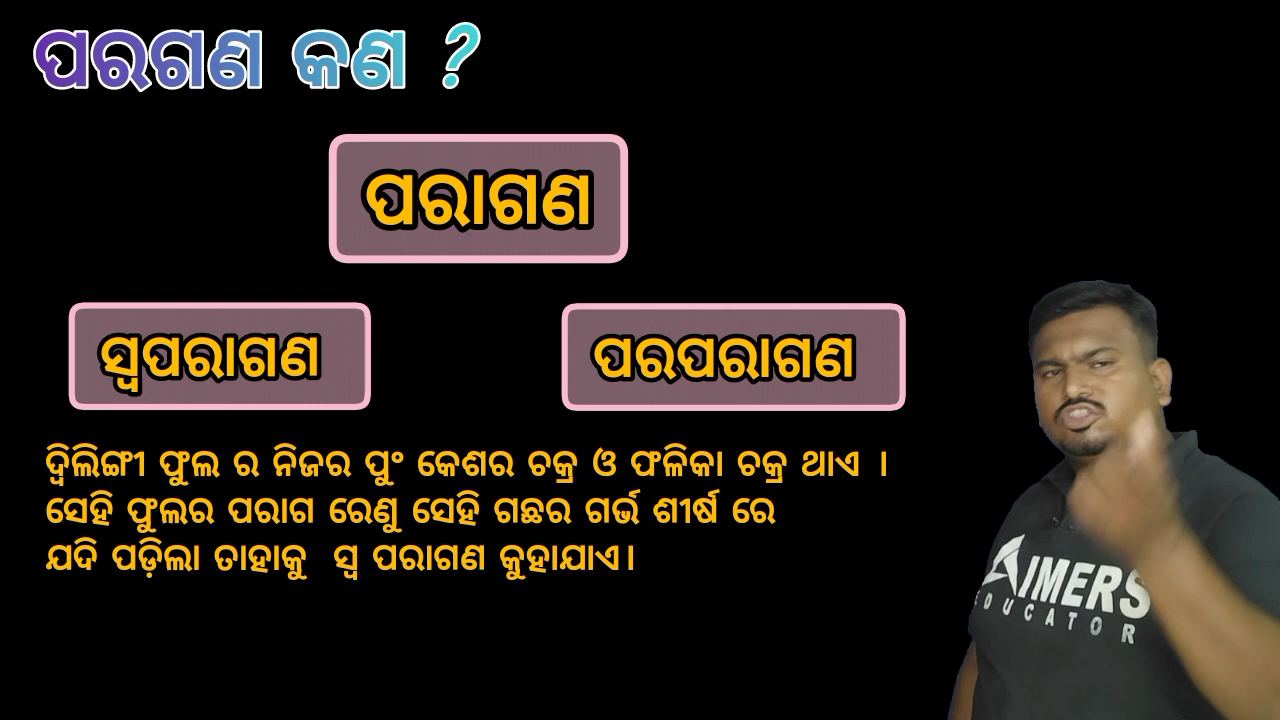 ପରଗଣ କଣ ?
ପରାଗଣ
ସ୍ୱପରାଗଣ
ପରପରାଗଣ
ଦ୍ୱିଲିଙ୍ଗୀ ଫୁଲ ର ନିଜର ପୁଂ କେଶର ଚକ୍ର ଓ ଫଳିକା ଚକ୍ର ଥାଏ ।
ସେହି ଫୁଲର ପରାଗ ରେଣୁ ସେହି ଗଛର ଗର୍ଭ ଶୀର୍ଷ ରେ
ଯଦି ପଡ଼ିଲା ତାହାକୁ ସ୍ୱ ପରାଗଣ କୁହାଯାଏ।
AIMERS
EDUCATOR